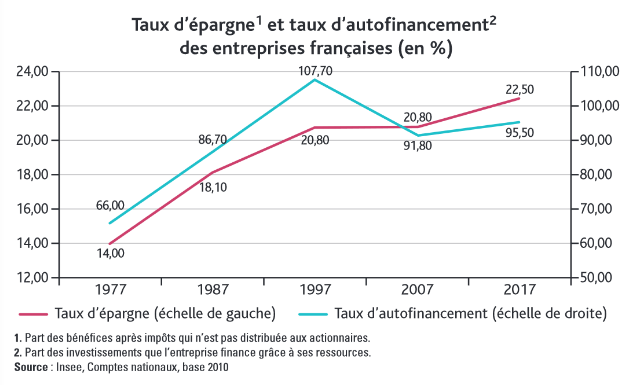 Taux d'épargne¹ et taux d'autofinancement²
des entreprises françaises (en %)
24,00 107,70 110,00
22,00 22,50 100,00
20,00 86,70 20,80 20,80 91,80 95,50 90,00
18,00 18,10 80,00
16,00 66,00 70,00
14,00 14,00 60,00
12,00 50,00
1977 1987 1997 2007 2017
Taux d'épargne (échelle de gauche) Taux d'autofinancement (échelle de droite)
1. Part des bénéfices après impôts qui n'est pas distribuée aux actionnaires.
2. Part des investissements que l'entreprise finance grâce à ses ressources.
Source : Insee, Comptes nationaux, base 2010